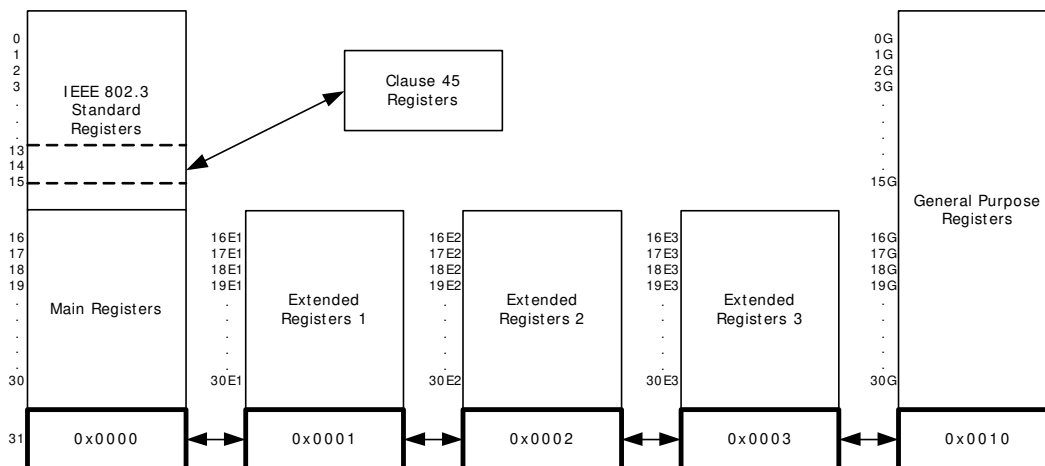 0
1
2
3
.
.
.
13
14
15
IEEE 802.3
Standard
Registers
Clause 45
Registers
16
17
18
19
.
.
.
.
.
30
Main Registers
16E1
17E1
18E1
19E1
.
.
.
.
.
30E1
Extended
Registers 1
16E2
17E2
18E2
19E2
.
.
.
.
.
30E2
Extended
Registers 2
16E3
17E3
18E3
19E3
.
.
.
.
.
30E3
Extended
Registers 3
0G
1G
2G
3G
.
.
.
.
15G
16G
17G
18G
19G
.
.
.
.
.
30G
General Purpose
Registers
31
0x0000
0x0001
0x0002
0x0003
0x0010